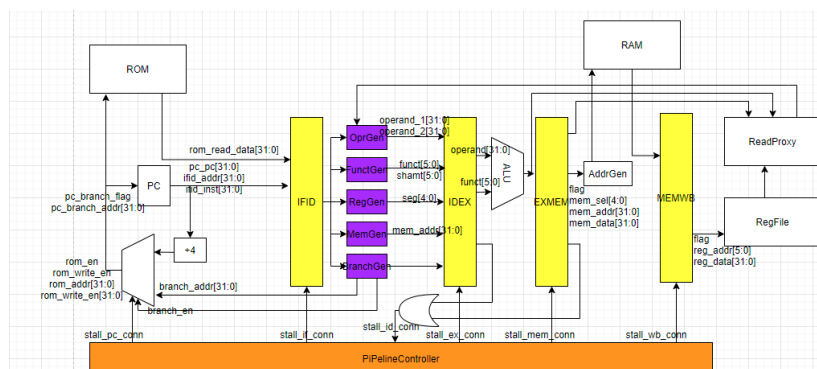 ROM
RAM
rom_read_data[31:0]
operand_1[31:0]
operand_2[31:0]
OprGen
operand[31:0]
ReadProxy
pc_pc[31:0]
ifid_addr[31:0]
PC
FunctGen
funct[5:0]
shamt[5:0]
ALU
AddrGen
pc_branch_flag
pc_branch_addr[31:0]
IFID
RegGen
seg[4:0]
IDEX
funct[5:0]
EXMEM
flag
mem_sel[4:0]
mem_addr[31:0]
mem_data[31:0]
MEMWB
RegFile
MemGen
mem_addr[31:0]
÷4
flag
reg_addr[5:0]
reg_data[31:0]
rom_en
rom_write_en
rom_addr[31:0]
rom_write_en[31:0]
BranchGen
branch_addr[31:0]
branch_en
stall_pc_conn
stall_if_conn
stall_id_conn
stall_ex_conn
stall_mem_conn
stall_wb_conn
PiPelineController